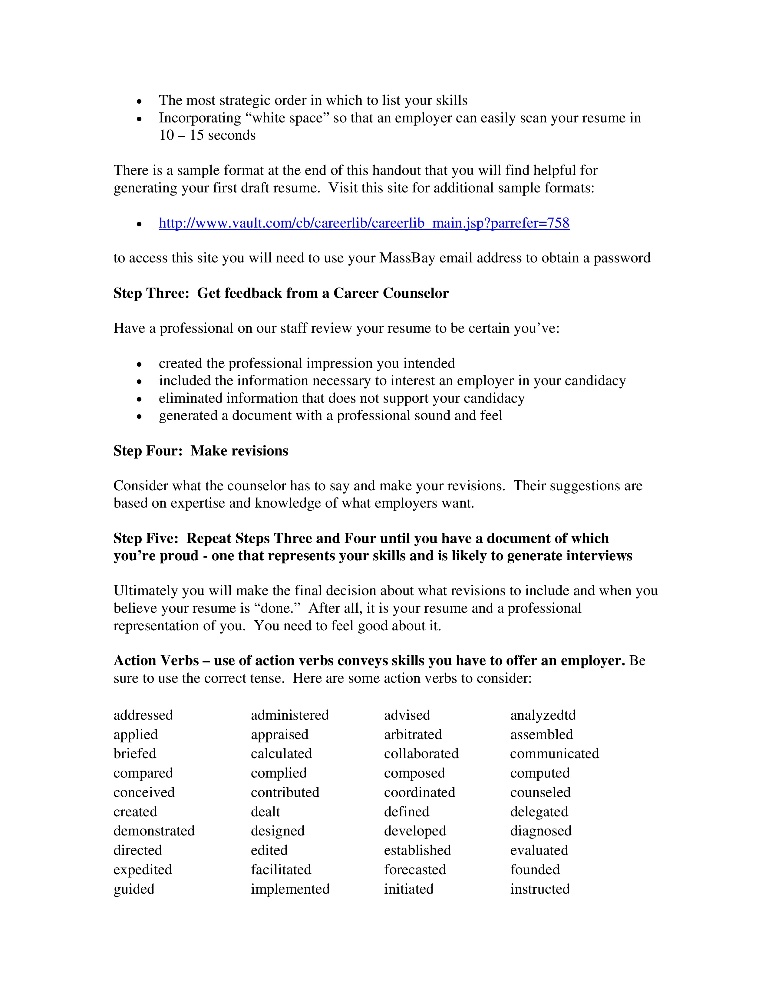 • The most strategic order in which to list your skills
• Incorporating “white space” so that an employer can easily scan your resume in
10 – 15 seconds
There is a sample format at the end of this handout that you will find helpful for
generating your first draft resume.  Visit this site for additional sample formats:
• http://www.vault.com/cb/careerlib/careerlib_main.jsp?parrefer=758
to access this site you will need to use your MassBay email address to obtain a password
Step Three:  Get feedback from a Career Counselor
Have a professional on our staff review your resume to be certain you’ve:
• created the professional impression you intended
• included the information necessary to interest an employer in your candidacy
• eliminated information that does not support your candidacy
• generated a document with a professional sound and feel
Step Four:  Make revisions
Consider what the counselor has to say and make your revisions.  Their suggestions are
based on expertise and knowledge of what employers want.
Step Five:  Repeat Steps Three and Four until you have a document of which
you’re proud - one that represents your skills and is likely to generate interviews
Ultimately you will make the final decision about what revisions to include and when you
believe your resume is “done.”  After all, it is your resume and a professional
representation of you.  You need to feel good about it.
Action Verbs – use of action verbs conveys skills you have to offer an employer. Be
sure to use the correct tense.  Here are some action verbs to consider:
addressed administered advised analyzedtd
applied appraised arbitrated assembled
briefed calculated collaborated communicated
compared complied composed computed
conceived contributed coordinated counseled
created dealt defined delegated
demonstrated designed developed diagnosed
directed edited established evaluated
expedited facilitated forecasted founded
guided implemented initiated instructed